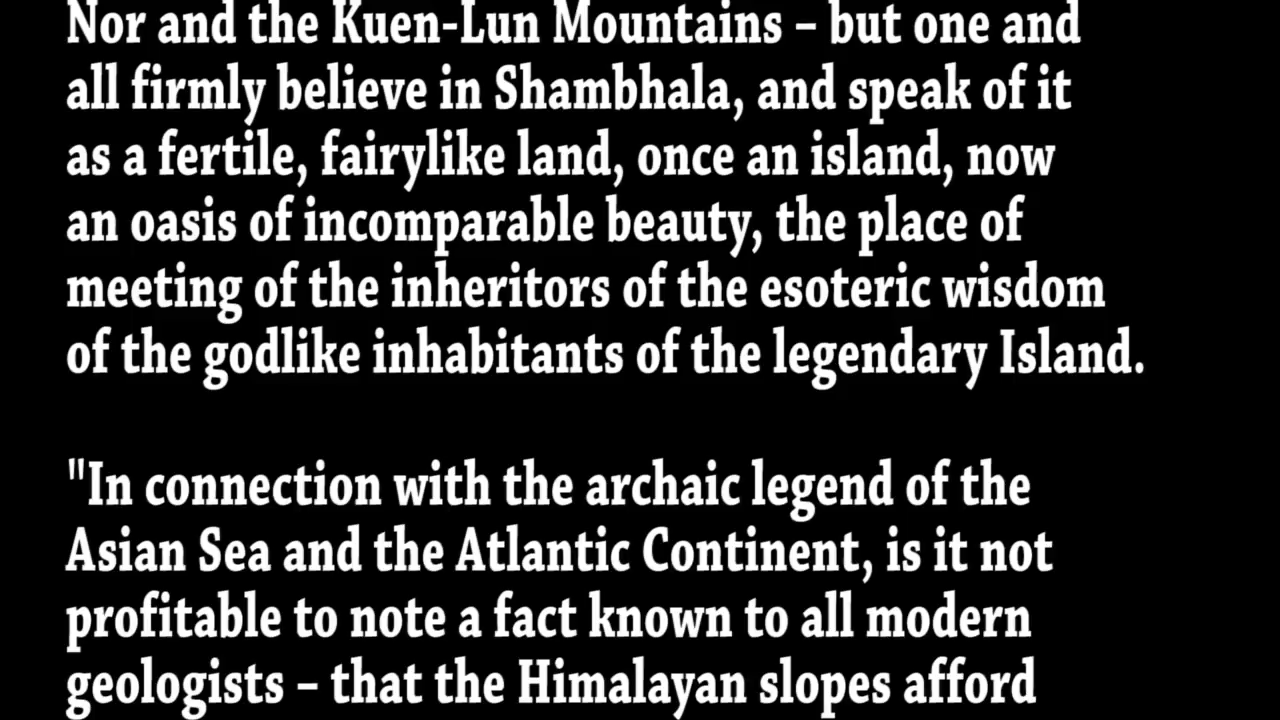 Nor and the Kuen-Lun Mountains – but one and
all firmly believe in Shambhala, and speak of it
as a fertile, fairylike land, once an island, now
an oasis of incomparable beauty, the place of
meeting of the inheritors of the esoteric wisdom
of the godlike inhabitants of the legendary Island.
"In connection with the archaic legend of the
Asian Sea and the Atlantic Continent, is it not
profitable to note a fact known to all modern
geologists – that the Himalayan slopes afford